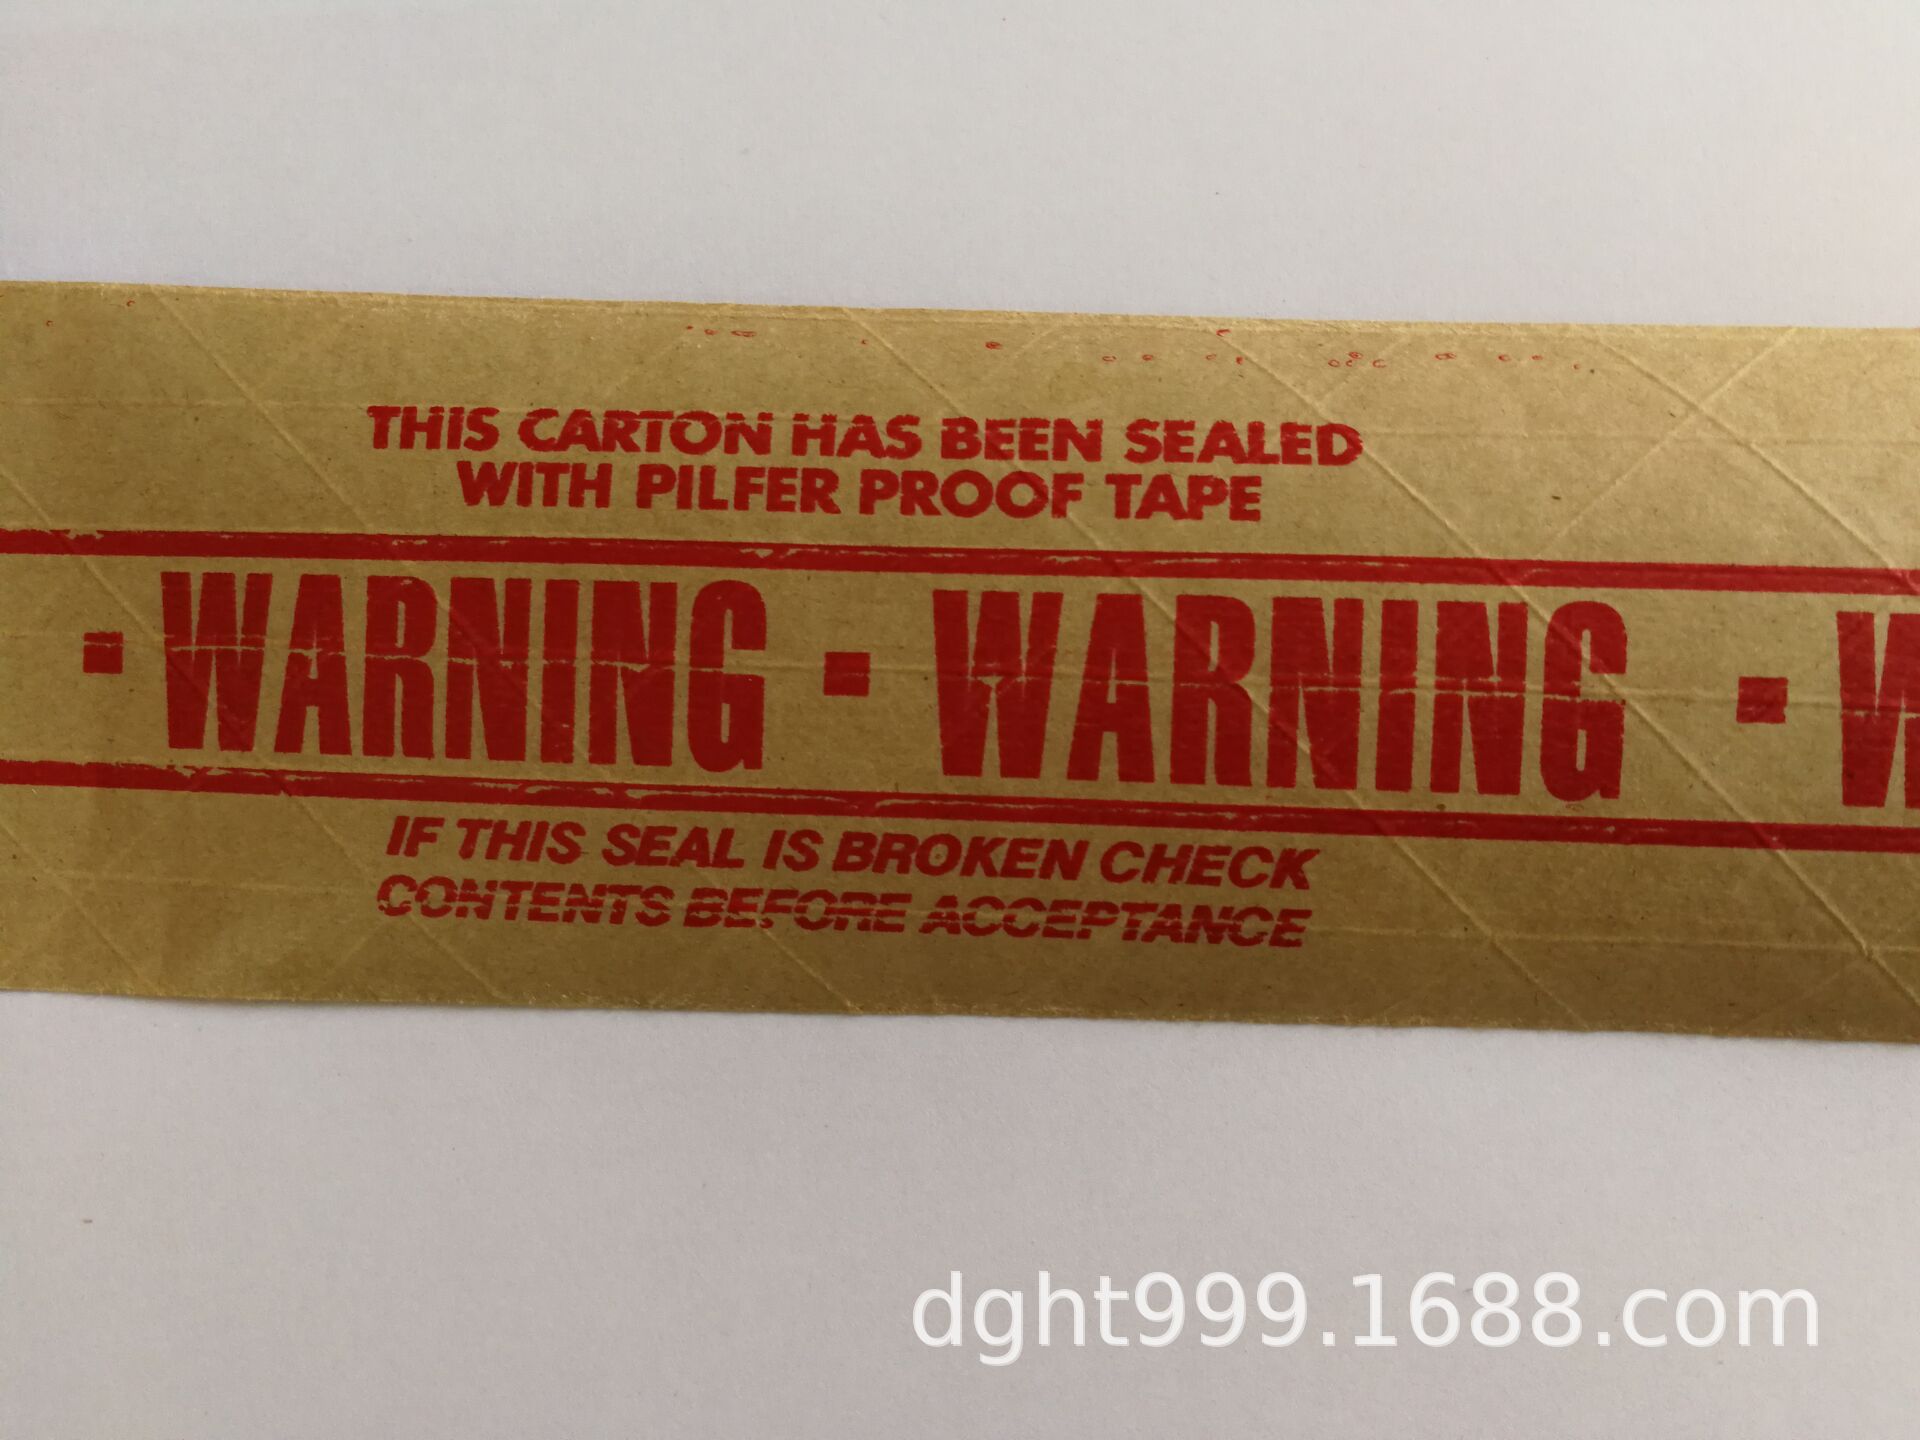 THIS CARTON HAS BEEN SEALED
WITH PILFER PROOF TAPE
▪ WARNING ▪ WARNING ▪ W
IF THIS SEAL IS BROKEN CHECK
CONTENTS BEFORE ACCEPTANCE
dght999.1688.com